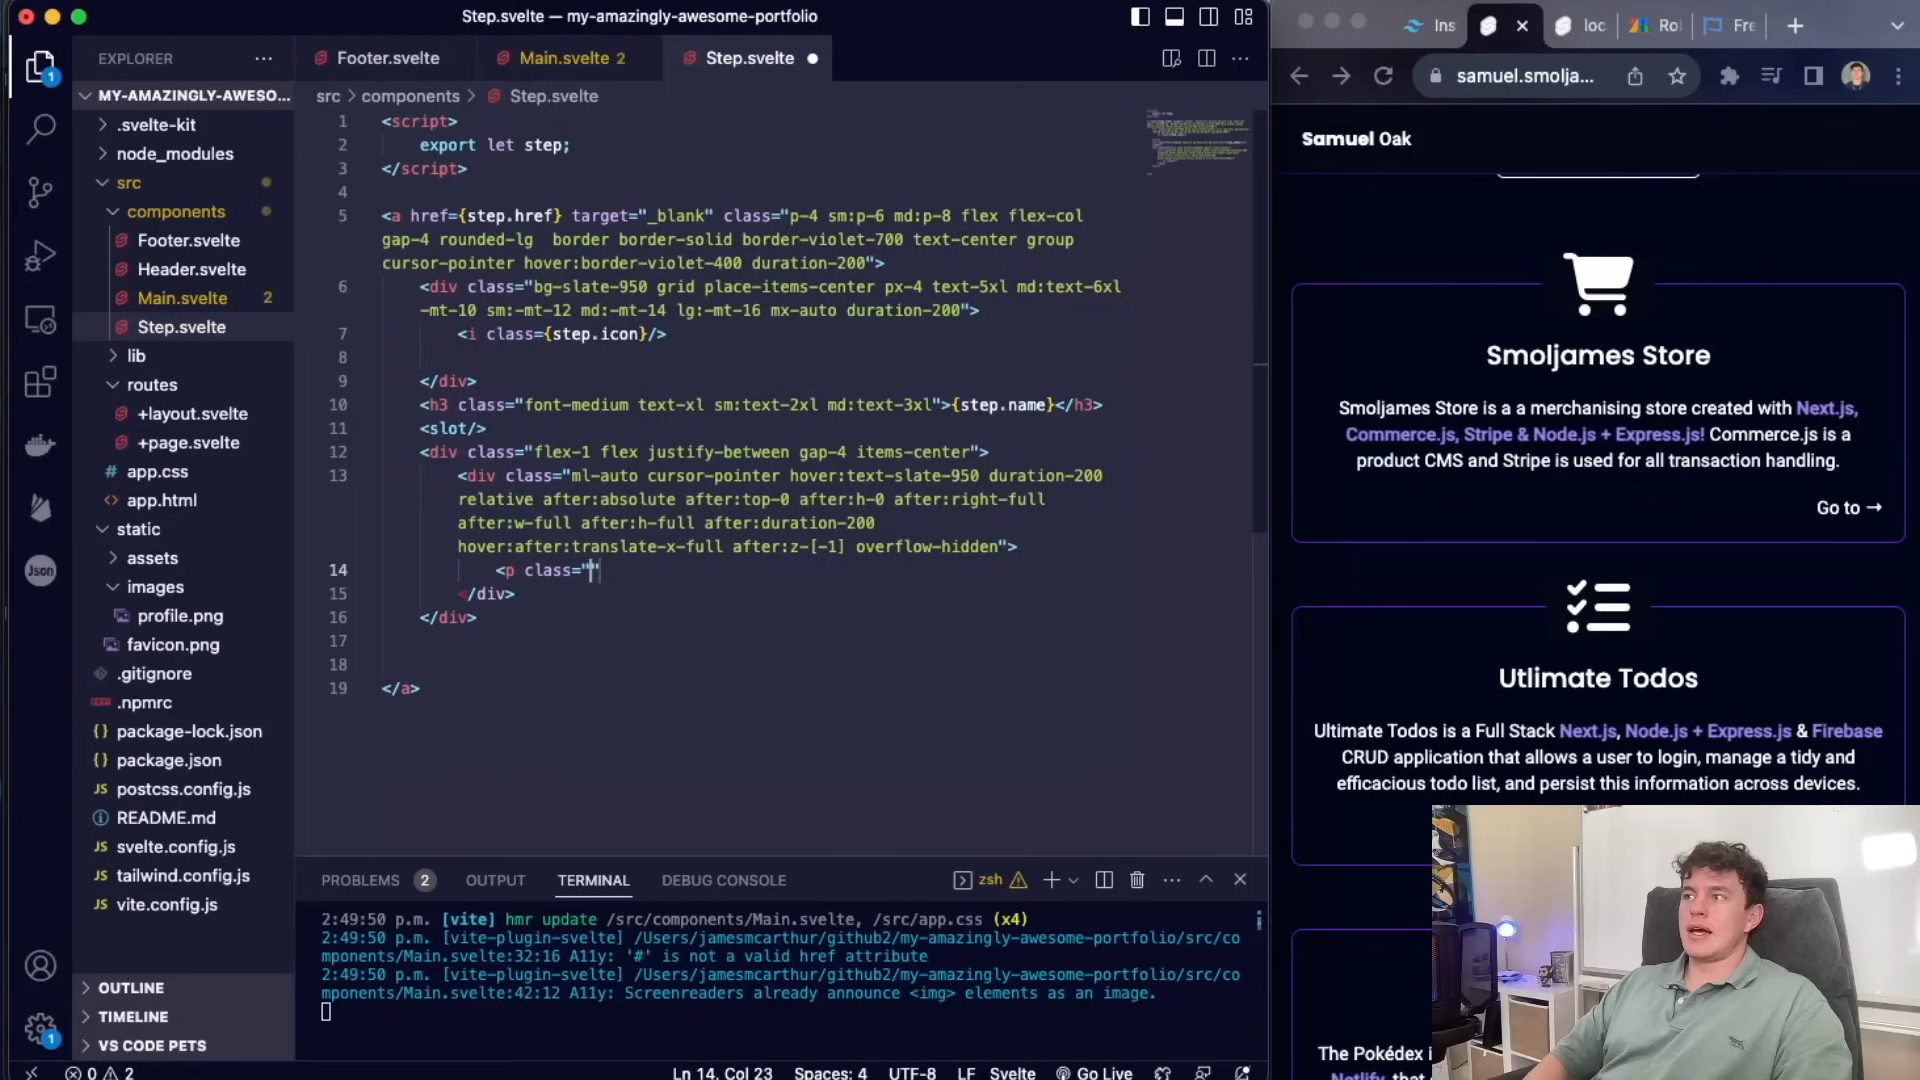 Step.svelte — my-amazingly-awesome-portfolio
EXPLORER
MY-AMAZINGLY-AWESO...
.svelte-kit
node_modules
src
components
Footer.svelte
Header.svelte
Main.svelte 2
Step.svelte
lib
routes
+layout.svelte
+page.svelte
# app.css
<> app.html
static
assets
images
profile.png
favicon.png
.gitignore
.npmrc
{} package-lock.json
{} package.json
JS postcss.config.js
README.md
JS svelte.config.js
JS tailwind.config.js
JS vite.config.js
OUTLINE
TIMELINE
VS CODE PETS
1
Json
1
Footer.svelte Main.svelte 2 Step.svelte
src > components > Step.svelte
1 <script>
2 export let step;
3 </script>
4
5 <a href={step.href} target="_blank" class="p-4 sm:p-6 md:p-8 flex flex-col
gap-4 rounded-lg  border border-solid border-violet-700 text-center group
cursor-pointer hover:border-violet-400 duration-200">
6 <div class="bg-slate-950 grid place-items-center px-4 text-5xl md:text-6xl
-mt-10 sm:-mt-12 md:-mt-14 lg:-mt-16 mx-auto duration-200">
7 <i class={step.icon}/>
8
9 </div>
10 <h3 class="font-medium text-xl sm:text-2xl md:text-3xl">{step.name}</h3>
11 <slot/>
12 <div class="flex-1 flex justify-between gap-4 items-center">
13 <div class="ml-auto cursor-pointer hover:text-slate-950 duration-200
relative after:absolute after:top-0 after:h-0 after:right-full
after:w-full after:h-full after:duration-200
hover:after:translate-x-full after:z-[-1] overflow-hidden">
14 <p class=""
15 </div>
16 </div>
17
18
19 </a>
PROBLEMS 2 OUTPUT TERMINAL DEBUG CONSOLE zsh
2:49:50 p.m. [vite] hmr update /src/components/Main.svelte, /src/app.css (x4)
2:49:50 p.m. [vite-plugin-svelte] /Users/jamesmcarthur/github2/my-amazingly-awesome-portfolio/src/co
mponents/Main.svelte:32:16 A11y: '#' is not a valid href attribute
2:49:50 p.m. [vite-plugin-svelte] /Users/jamesmcarthur/github2/my-amazingly-awesome-portfolio/src/co
mponents/Main.svelte:42:12 A11y: Screenreaders already announce <img> elements as an image.
0 2 Ln 14, Col 23 Spaces: 4 UTF-8 LF Svelte Go Live
Ins loc Rol Fre
samuel.smolja...
Samuel Oak
Smoljames Store
Smoljames Store is a a merchanising store created with Next.js,
Commerce.js, Stripe & Node.js + Express.js! Commerce.js is a
product CMS and Stripe is used for all transaction handling.
Go to →
Utlimate Todos
Ultimate Todos is a Full Stack Next.js, Node.js + Express.js & Firebase
CRUD application that allows a user to login, manage a tidy and
efficacious todo list, and persist this information across devices.
The Pokédex i
Netlify, that